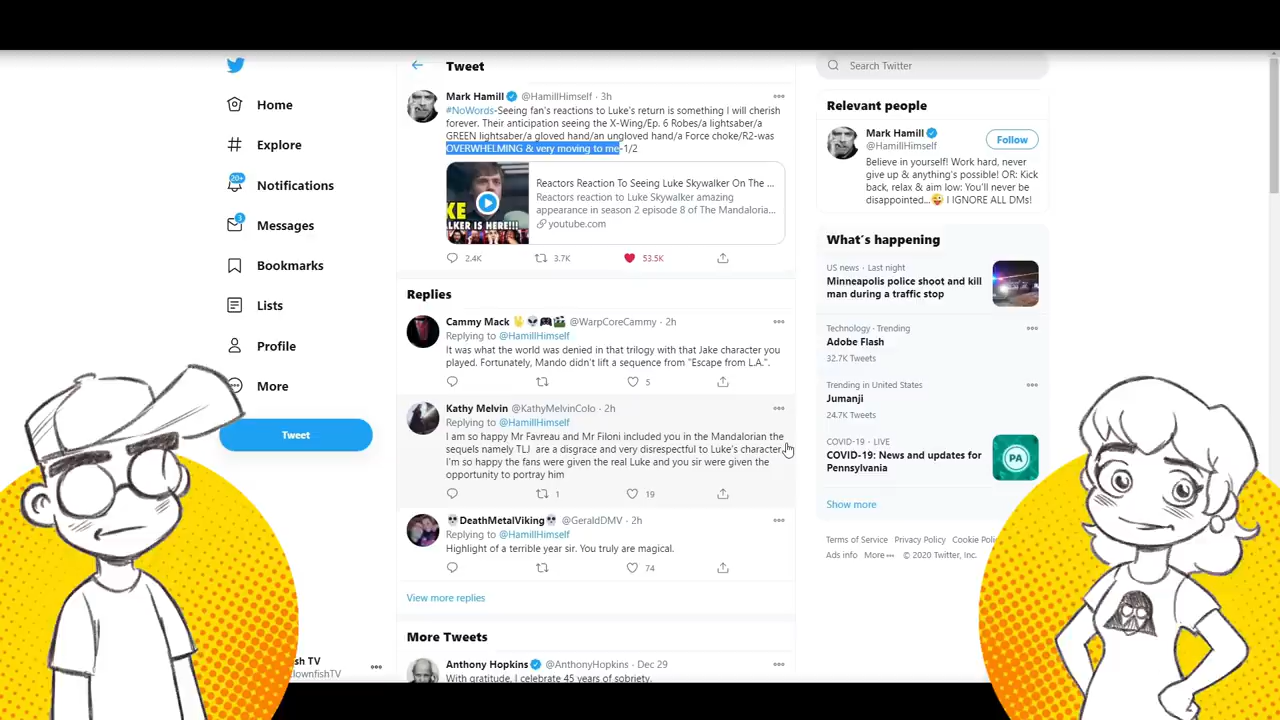 Home
Explore
20+
Notifications
3
Messages
Bookmarks
Lists
Profile
More
Tweet
sh TV
lownfishTV
Tweet
Mark Hamill @HamillHimself · 3h
#NoWords-Seeing fan's reactions to Luke's return is something I will cherish
forever. Their anticipation seeing the X-Wing/Ep. 6 Robes/a lightsaber/a
GREEN lightsaber/a gloved hand/an ungloved hand/a Force choke/R2-was
OVERWHELMING & very moving to me-1/2
KE
LKER IS HERE!!!
Reactors Reaction To Seeing Luke Skywalker On The ...
Reactors reaction to Luke Skywalker amazing
appearance in season 2 episode 8 of The Mandaloria...
youtube.com
2.4K 3.7K 53.5K
Replies
Cammy Mack @WarpCoreCammy · 2h
Replying to @HamillHimself
It was what the world was denied in that trilogy with that Jake character you
played. Fortunately, Mando didn't lift a sequence from "Escape from L.A.".
5
Kathy Melvin @KathyMelvinColo · 2h
Replying to @HamillHimself
I am so happy Mr Favreau and Mr Filoni included you in the Mandalorian the
sequels namely TLJ are a disgrace and very disrespectful to Luke's character.
I'm so happy the fans were given the real Luke and you sir were given the
opportunity to portray him
1 19
DeathMetalViking @GeraldDMV · 2h
Replying to @HamillHimself
Highlight of a terrible year sir. You truly are magical.
74
View more replies
More Tweets
Anthony Hopkins @AnthonyHopkins · Dec 29
With gratitude, I celebrate 45 years of sobriety.
Search Twitter
Relevant people
Mark Hamill
@HamillHimself
Follow
Believe in yourself! Work hard, never
give up & anything's possible! OR: Kick
back, relax & aim low: You'll never be
disappointed... I IGNORE ALL DMs!
What's happening
US news · Last night
Minneapolis police shoot and kill
man during a traffic stop
Technology · Trending
Adobe Flash
32.7K Tweets
Trending in United States
Jumanji
24.7K Tweets
COVID-19 · LIVE
COVID-19: News and updates for
Pennsylvania
PA
Show more
Terms of Service Privacy Policy Cookie Poli
Ads info More © 2020 Twitter, Inc.